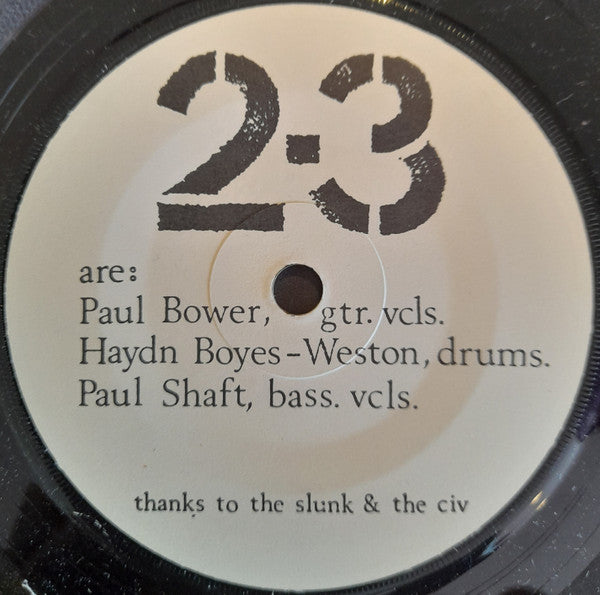 2.3
are:
Paul Bower, gtr. vcls.
Haydn Boyes-Weston, drums.
Paul Shaft, bass. vcls.
thanks to the slunk & the civ